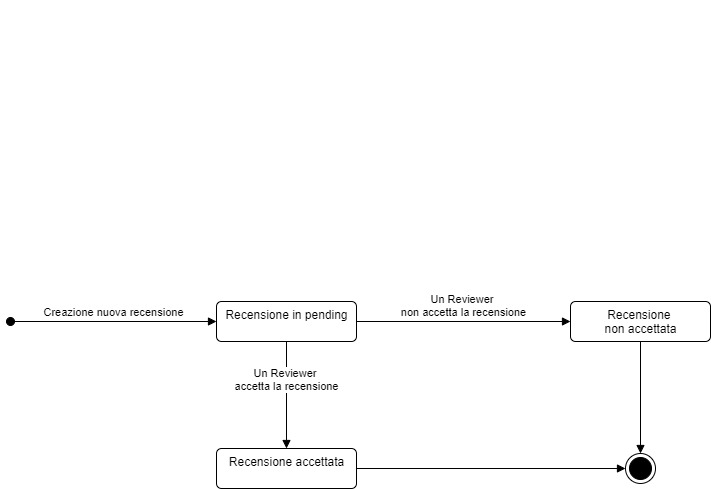 Un Reviewer
non accetta la recensione
Creazione nuova recensione
Recensione in pending
Recensione
non accettata
Un Reviewer
accetta la recensione
Recensione accettata